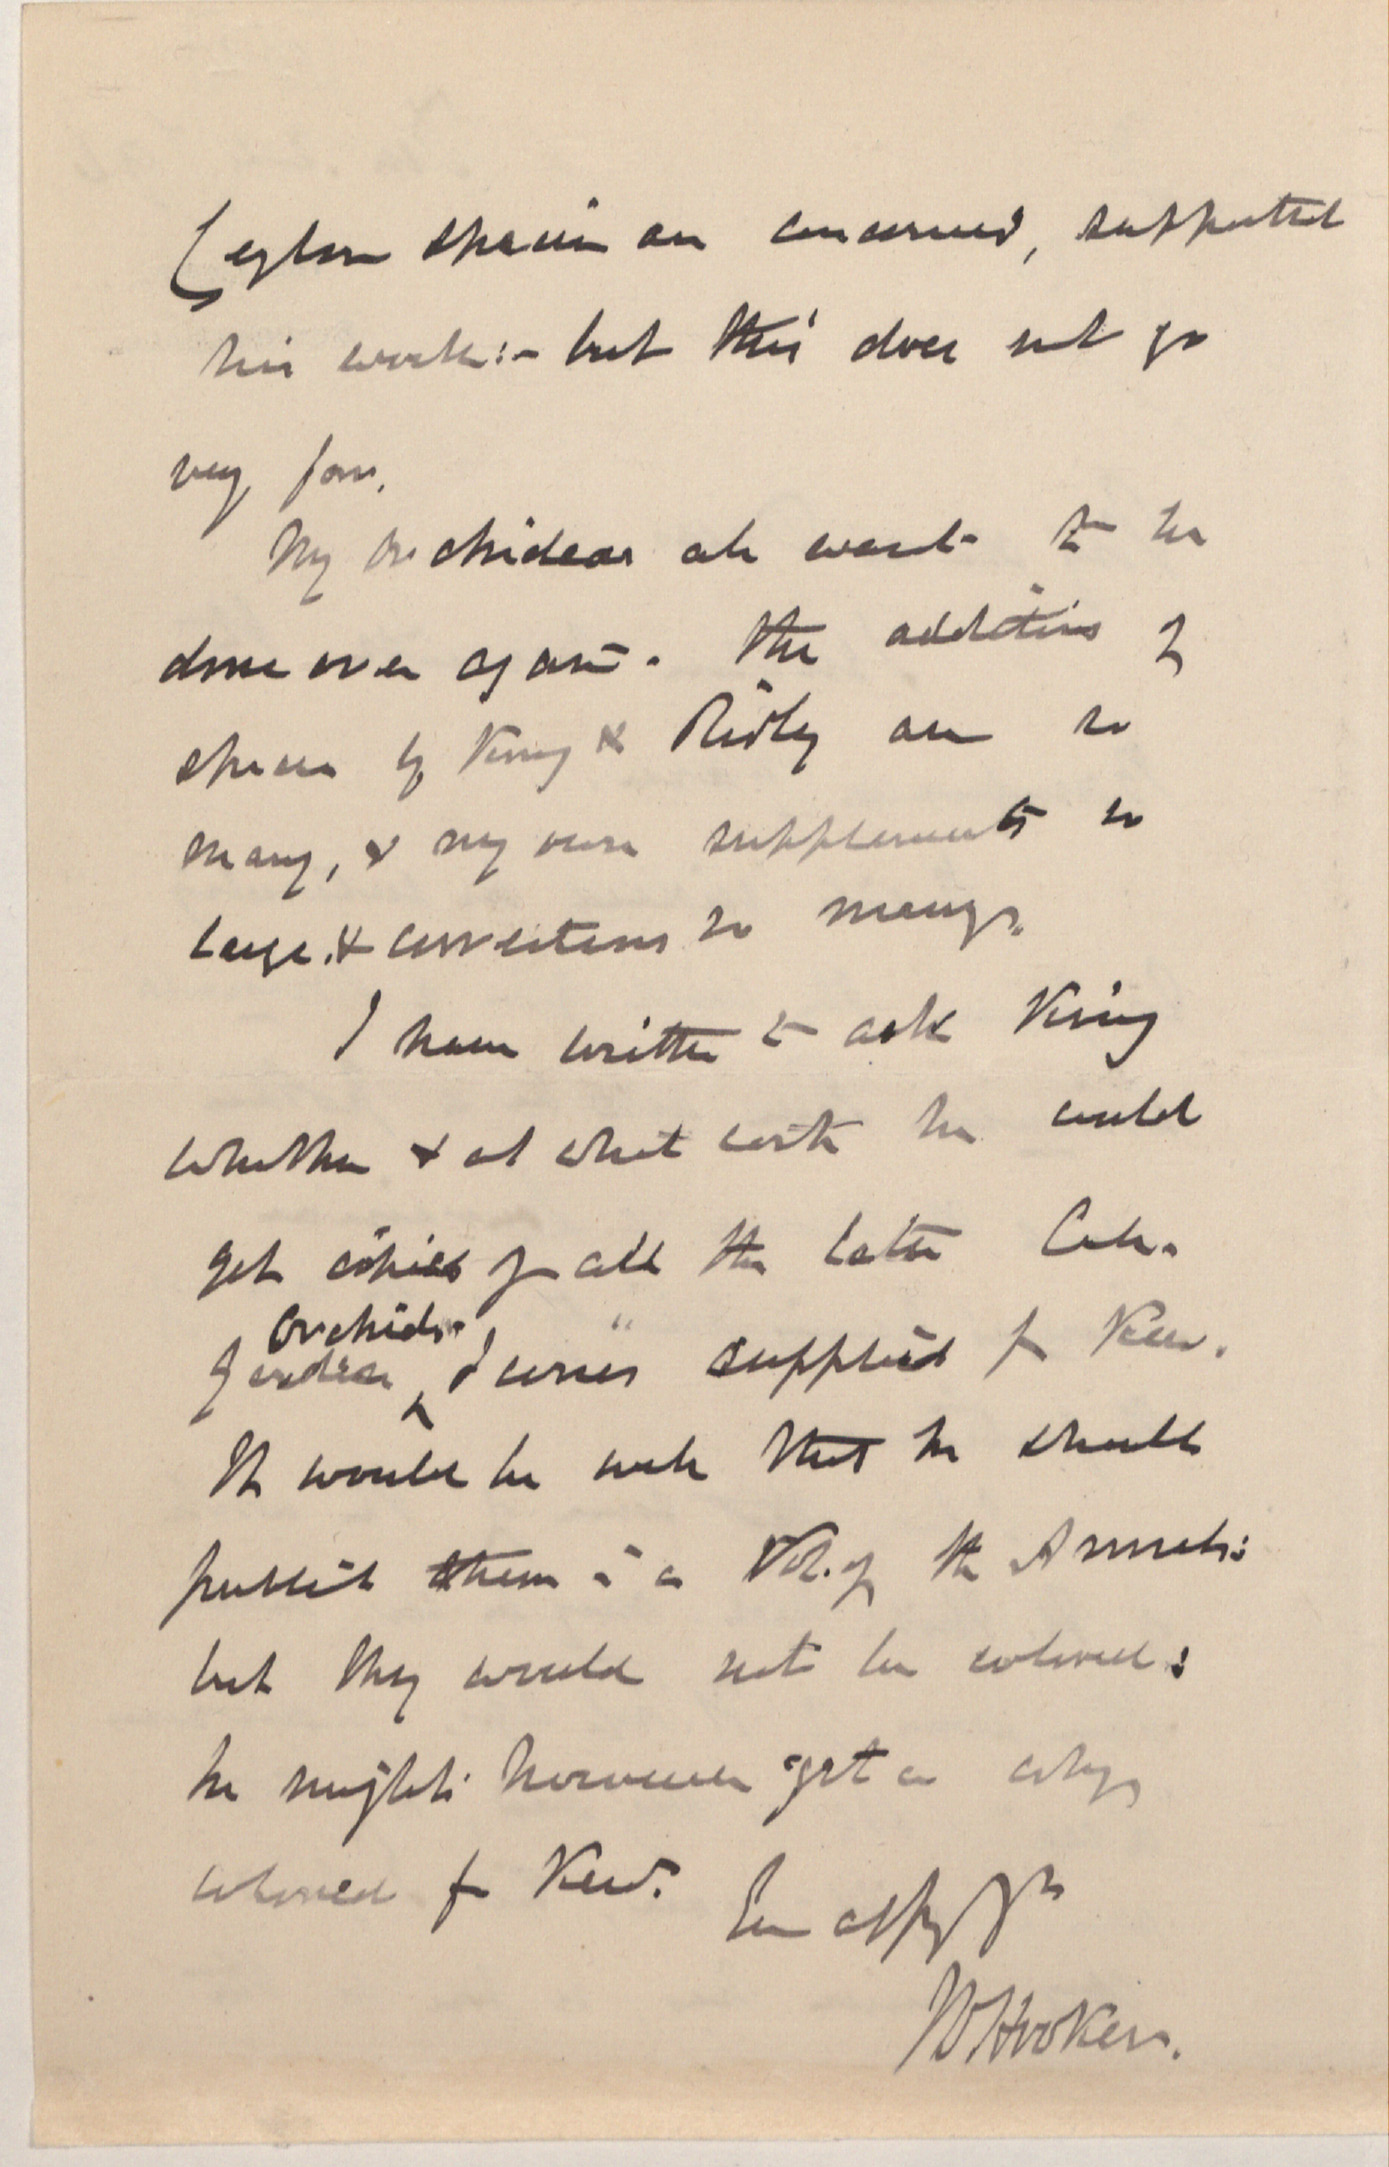 Ceylon species are concerned, supported
his work:- but this does not go
very far.
My Orchideae all want to be
done over again. The additions of
species by King & Ridley are so
many, & my own supplements so
large, & corrections so many.
I have written to ask King
whether & at what cost he could
get copies of all the later Calc.
Orchid
Garden ^ Icones supplied for Kew.
It would be well that he should
publish them in a Vol. of the Annals:
but they would not be colored:
he might however get a copy
colored for Kew.
Ever affy yrs
JD Hooker.